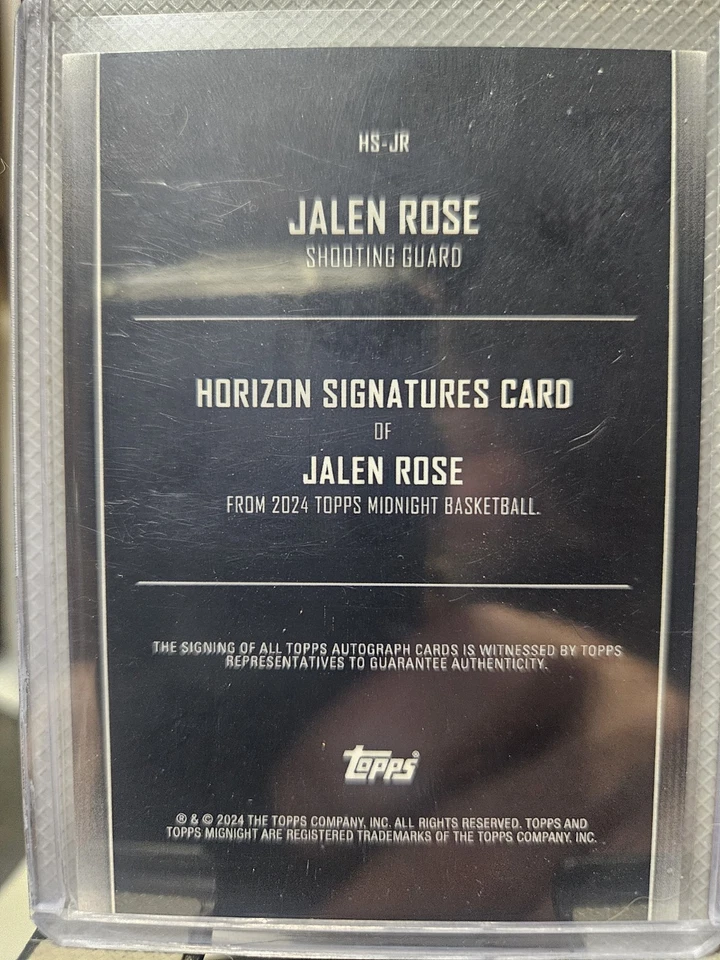 HS-JR
JALEN ROSE
SHOOTING GUARD
HORIZON SIGNATURES CARD
OF
JALEN ROSE
FROM 2024 TOPPS MIDNIGHT BASKETBALL.
THE SIGNING OF ALL TOPPS AUTOGRAPH CARDS IS WITNESSED BY TOPPS
REPRESENTATIVES TO GUARANTEE AUTHENTICITY.
topps®
® & © 2024 THE TOPPS COMPANY, INC. ALL RIGHTS RESERVED. TOPPS AND
TOPPS MIDNIGHT ARE REGISTERED TRADEMARKS OF THE TOPPS COMPANY. INC.